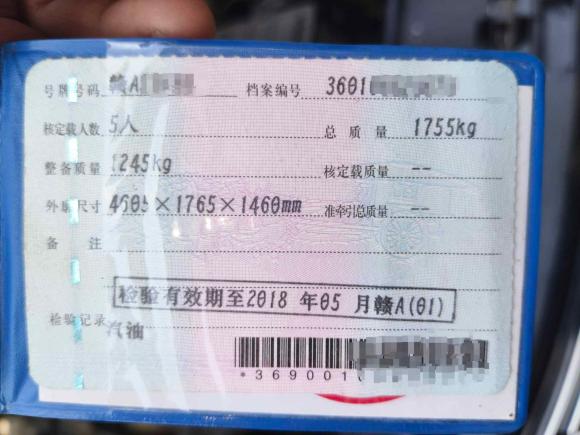 号牌号码 赣A 档案编号 3601
核定载人数 5人 总质量 1755kg
整备质量 1245kg 核定载质量 --
外廓尺寸 4605×1765×1460mm 准牵引总质量 --
备注
检验有效期至2018 年05 月赣A(01)
检验记录
汽油
*369001